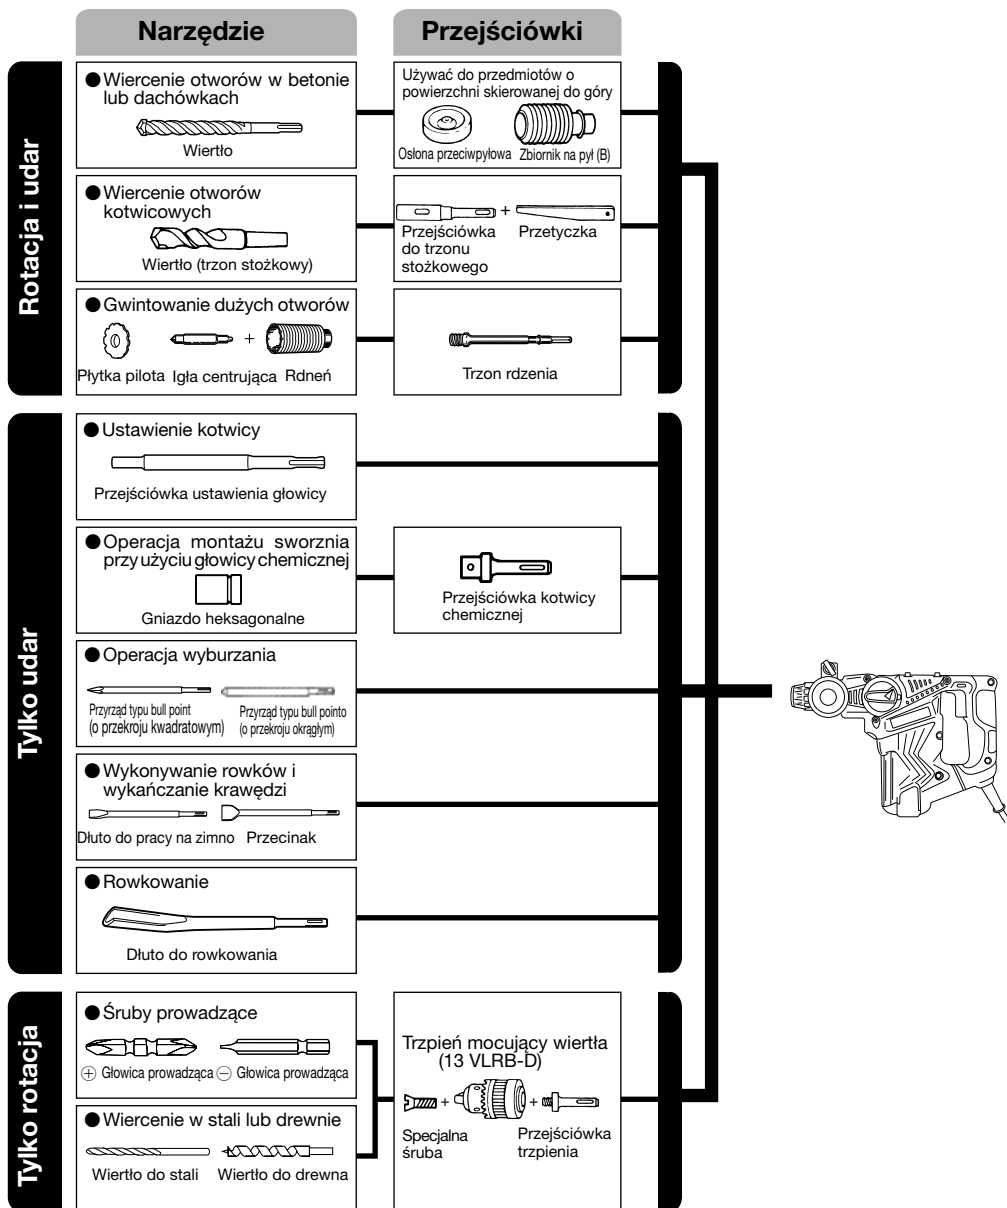 Narzędzie
Przejściówki
Rotacja i udar
● Wiercenie otworów w betonie
lub dachówkach
Wiertło
Używać do przedmiotów o
powierzchni skierowanej do góry
Osłona przeciwpyłowa
Zbiornik na pył (B)
● Wiercenie otworów
kotwicowych
Wiertło (trzon stożkowy)
+
Przejściówka
do trzonu
stożkowego
Przetyczka
● Gwintowanie dużych otworów
+
Płytka pilota
Igła centrująca
Rdneń
Trzon rdzenia
Tylko udar
● Ustawienie kotwicy
Przejściówka ustawienia głowicy
● Operacja montażu sworznia
przy użyciu głowicy chemicznej
Gniazdo heksagonalne
Przejściówka kotwicy
chemicznej
● Operacja wyburzania
Przyrząd typu bull point
(o przekroju kwadratowym)
Przyrząd typu bull pointo
(o przekroju okrągłym)
● Wykonywanie rowków i
wykańczanie krawędzi
Dłuto do pracy na zimno
Przecinak
● Rowkowanie
Dłuto do rowkowania
Tylko rotacja
● Śruby prowadzące
⊕ Głowica prowadząca
⊖ Głowica prowadząca
● Wiercenie w stali lub drewnie
Wiertło do stali
Wiertło do drewna
Trzpień mocujący wiertła
(13 VLRB-D)
+
+
Specjalna
śruba
Przejściówka
trzpienia